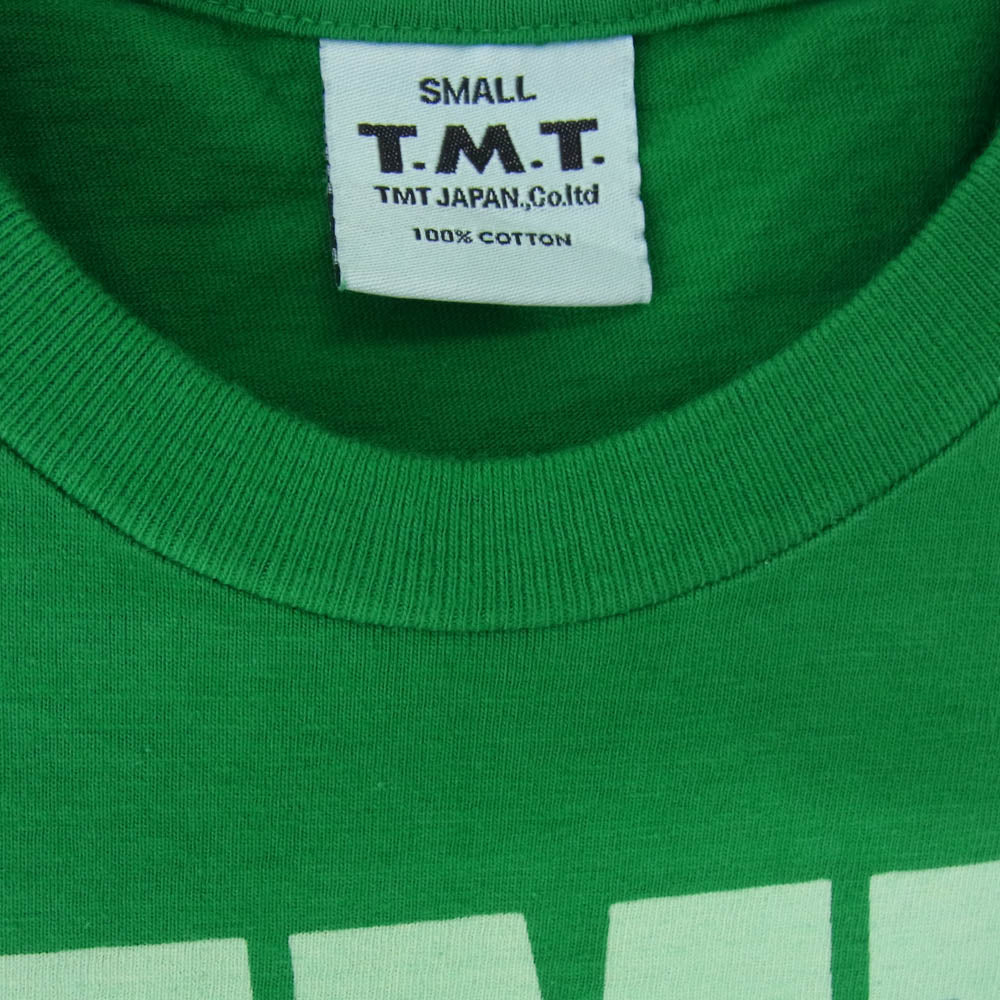 SMALL
T.M.T.
TMT JAPAN.,Co.ltd
100% COTTON